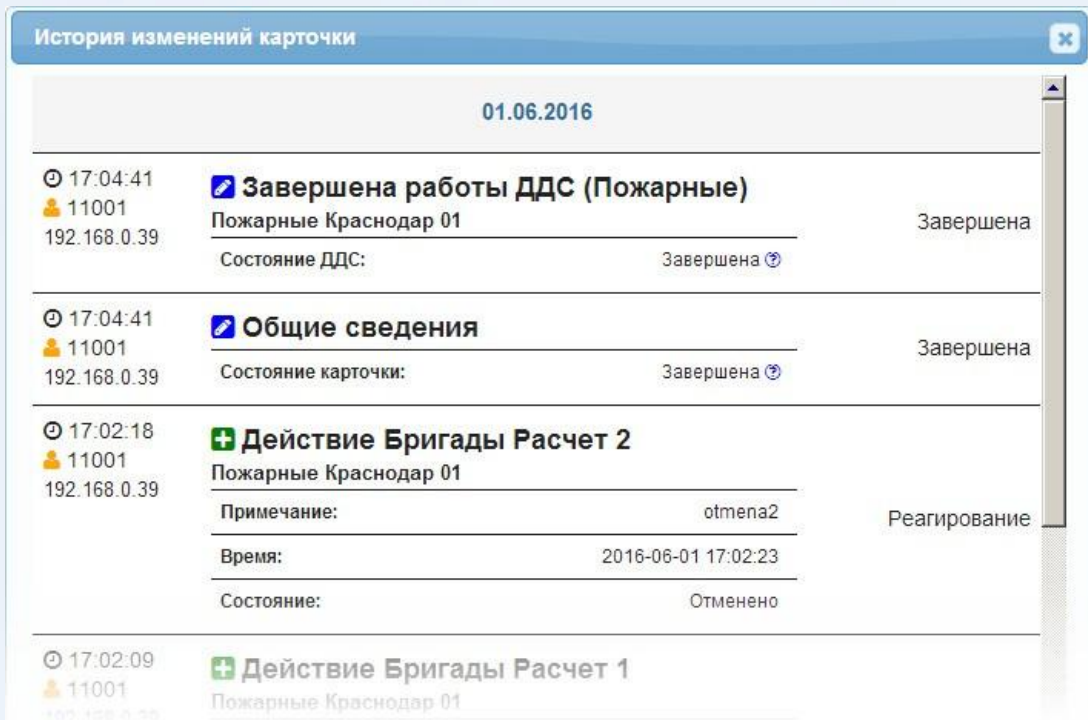 История изменений карточки
01.06.2016
17:04:41
11001
192.168.0.39
Завершена работы ДДС (Пожарные)
Пожарные Краснодар 01
Состояние ДДС: Завершена
Завершена
17:04:41
11001
192.168.0.39
Общие сведения
Состояние карточки: Завершена
Завершена
17:02:18
11001
192.168.0.39
Действие Бригады Расчет 2
Пожарные Краснодар 01
Примечание: otmena2
Время: 2016-06-01 17:02:23
Состояние: Отменено
Реагирование
17:02:09
11001
Действие Бригады Расчет 1
Пожарные Краснодар 01